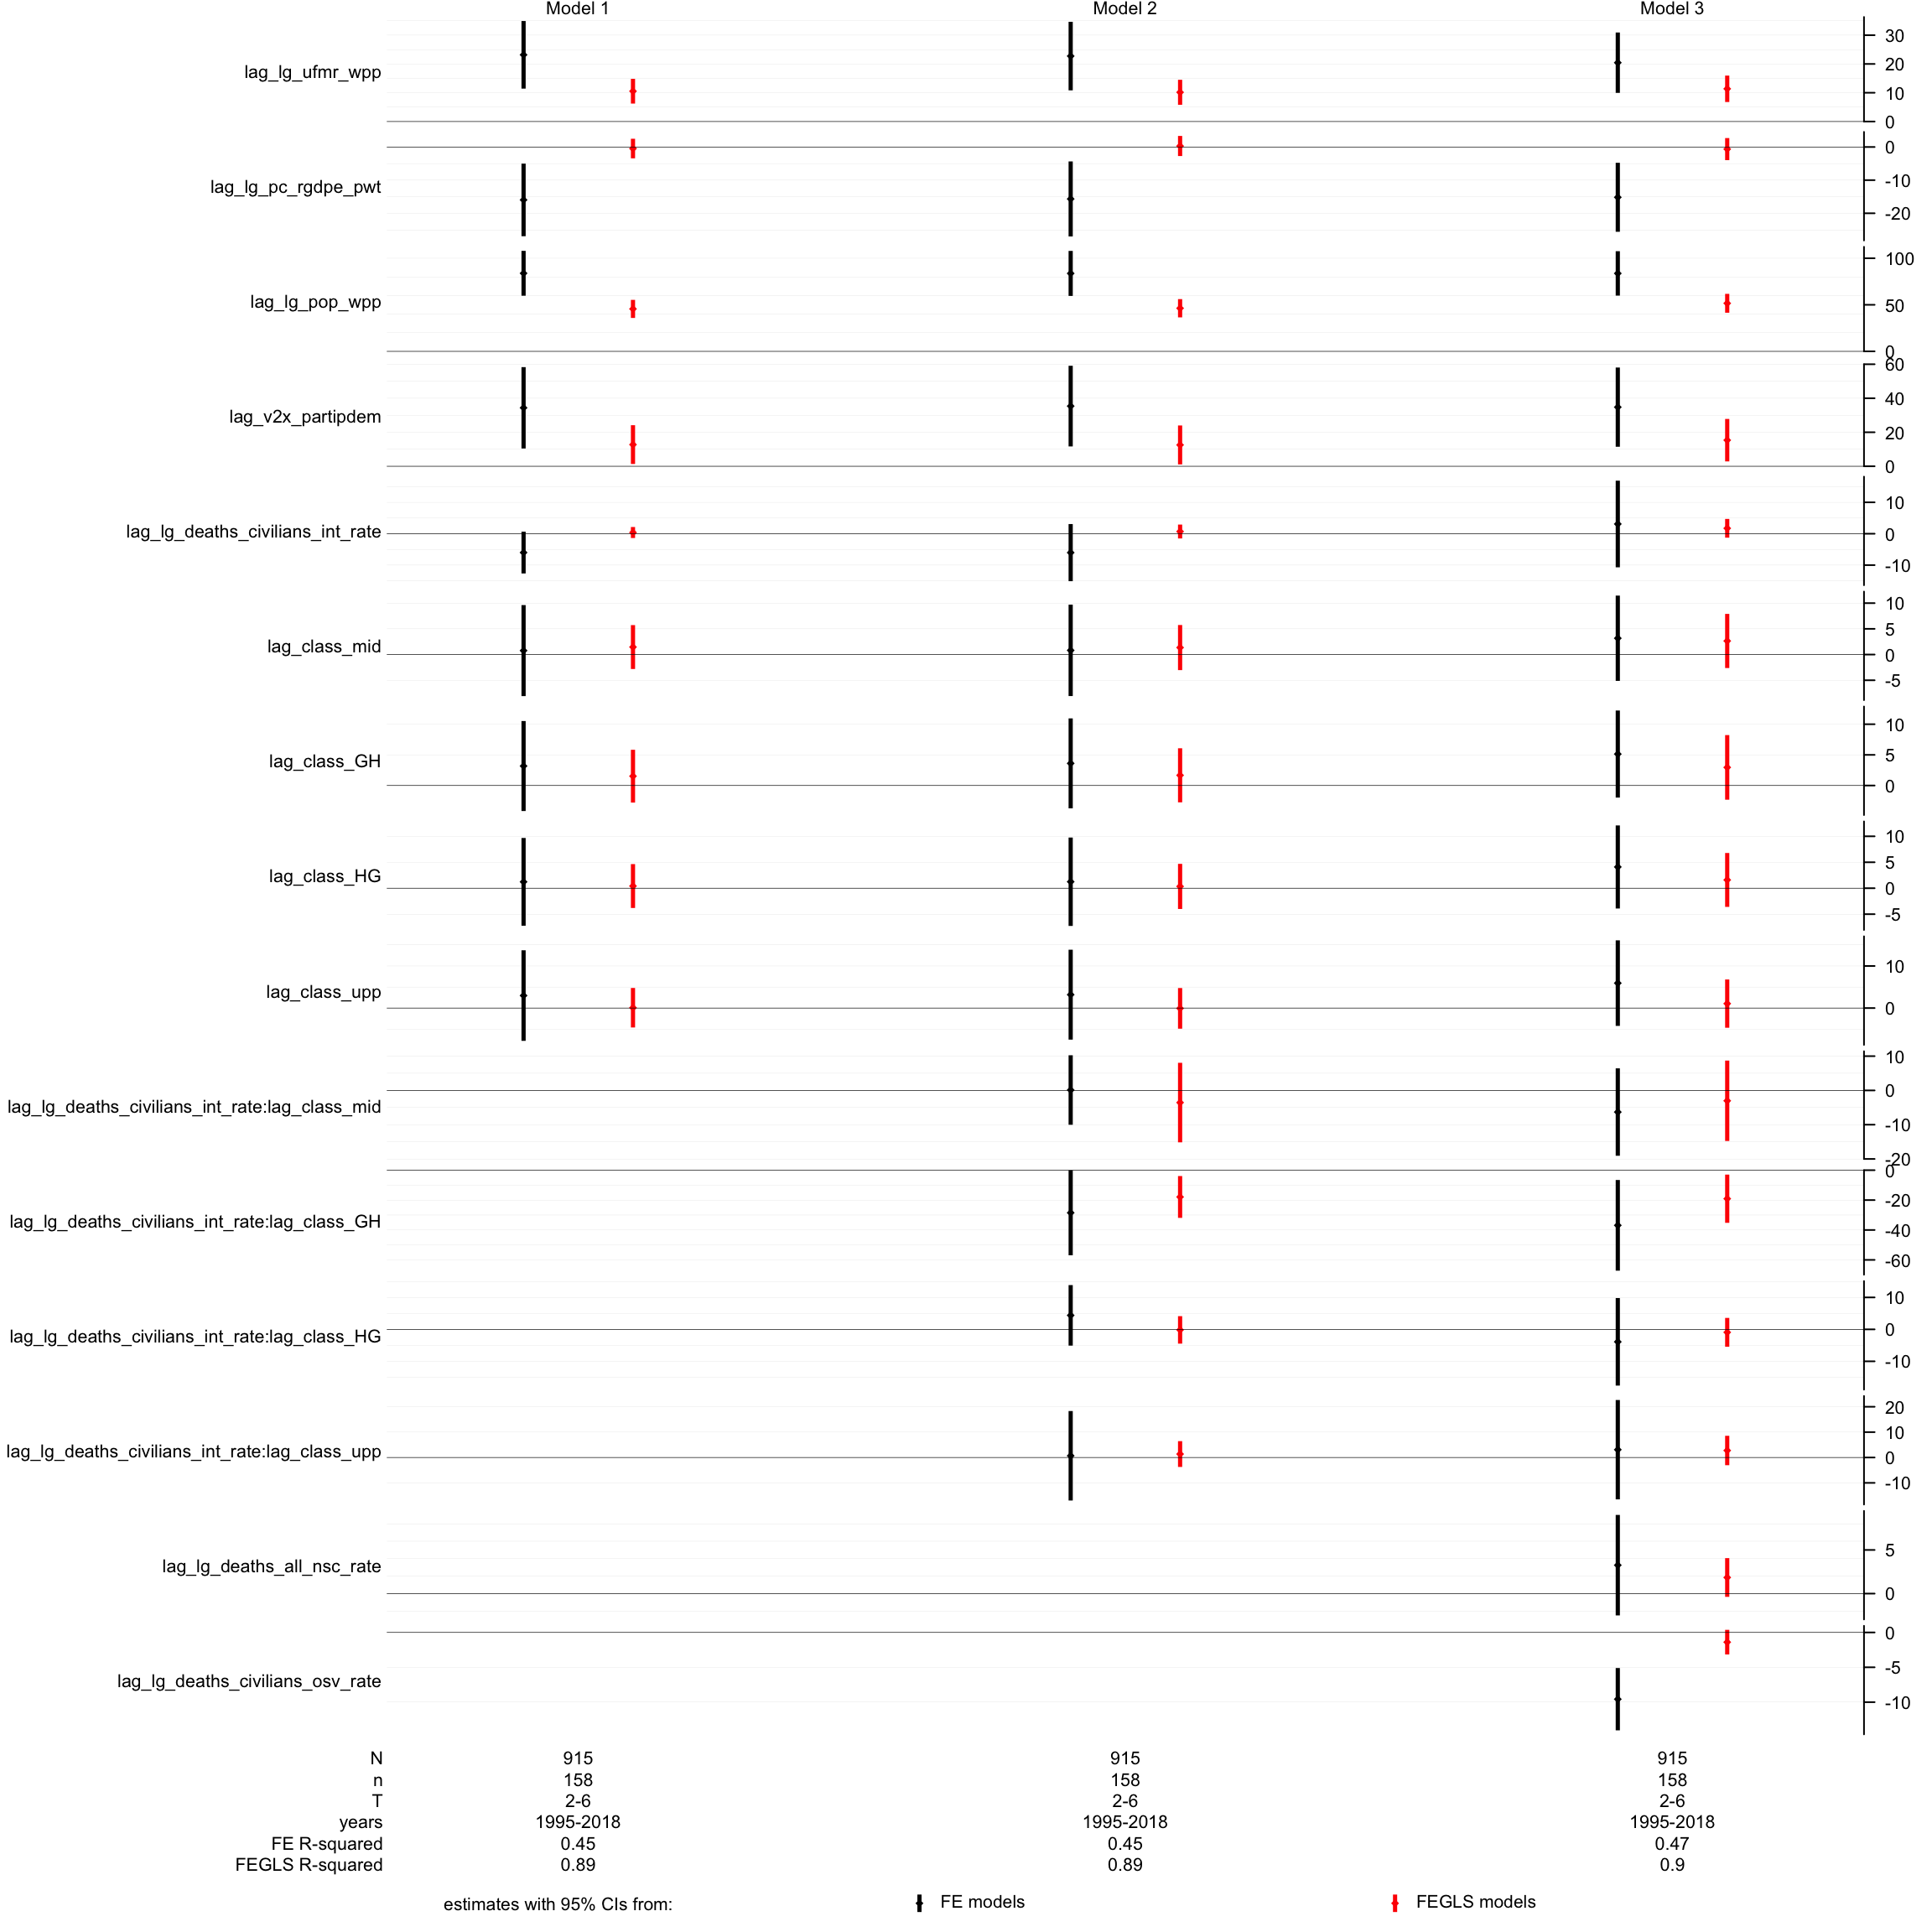 Model 1 Model 2 Model 3
lag_lg_ufmr_wpp
30
20
10
0
lag_lg_pc_rgdpe_pwt
0
-10
-20
lag_lg_pop_wpp
100
50
0
lag_v2x_partipdem
60
40
20
0
lag_lg_deaths_civilians_int_rate
10
0
-10
lag_class_mid
10
5
0
-5
lag_class_GH
10
5
0
lag_class_HG
10
5
0
-5
lag_class_upp
10
0
lag_lg_deaths_civilians_int_rate:lag_class_mid
10
0
-10
-20
lag_lg_deaths_civilians_int_rate:lag_class_GH
0
-20
-40
-60
lag_lg_deaths_civilians_int_rate:lag_class_HG
10
0
-10
lag_lg_deaths_civilians_int_rate:lag_class_upp
20
10
0
-10
lag_lg_deaths_all_nsc_rate
5
0
lag_lg_deaths_civilians_osv_rate
0
-5
-10
N 915 915 915
n 158 158 158
T 2-6 2-6 2-6
years 1995-2018 1995-2018 1995-2018
FE R-squared 0.45 0.45 0.47
FEGLS R-squared 0.89 0.89 0.9
estimates with 95% CIs from: FE models FEGLS models